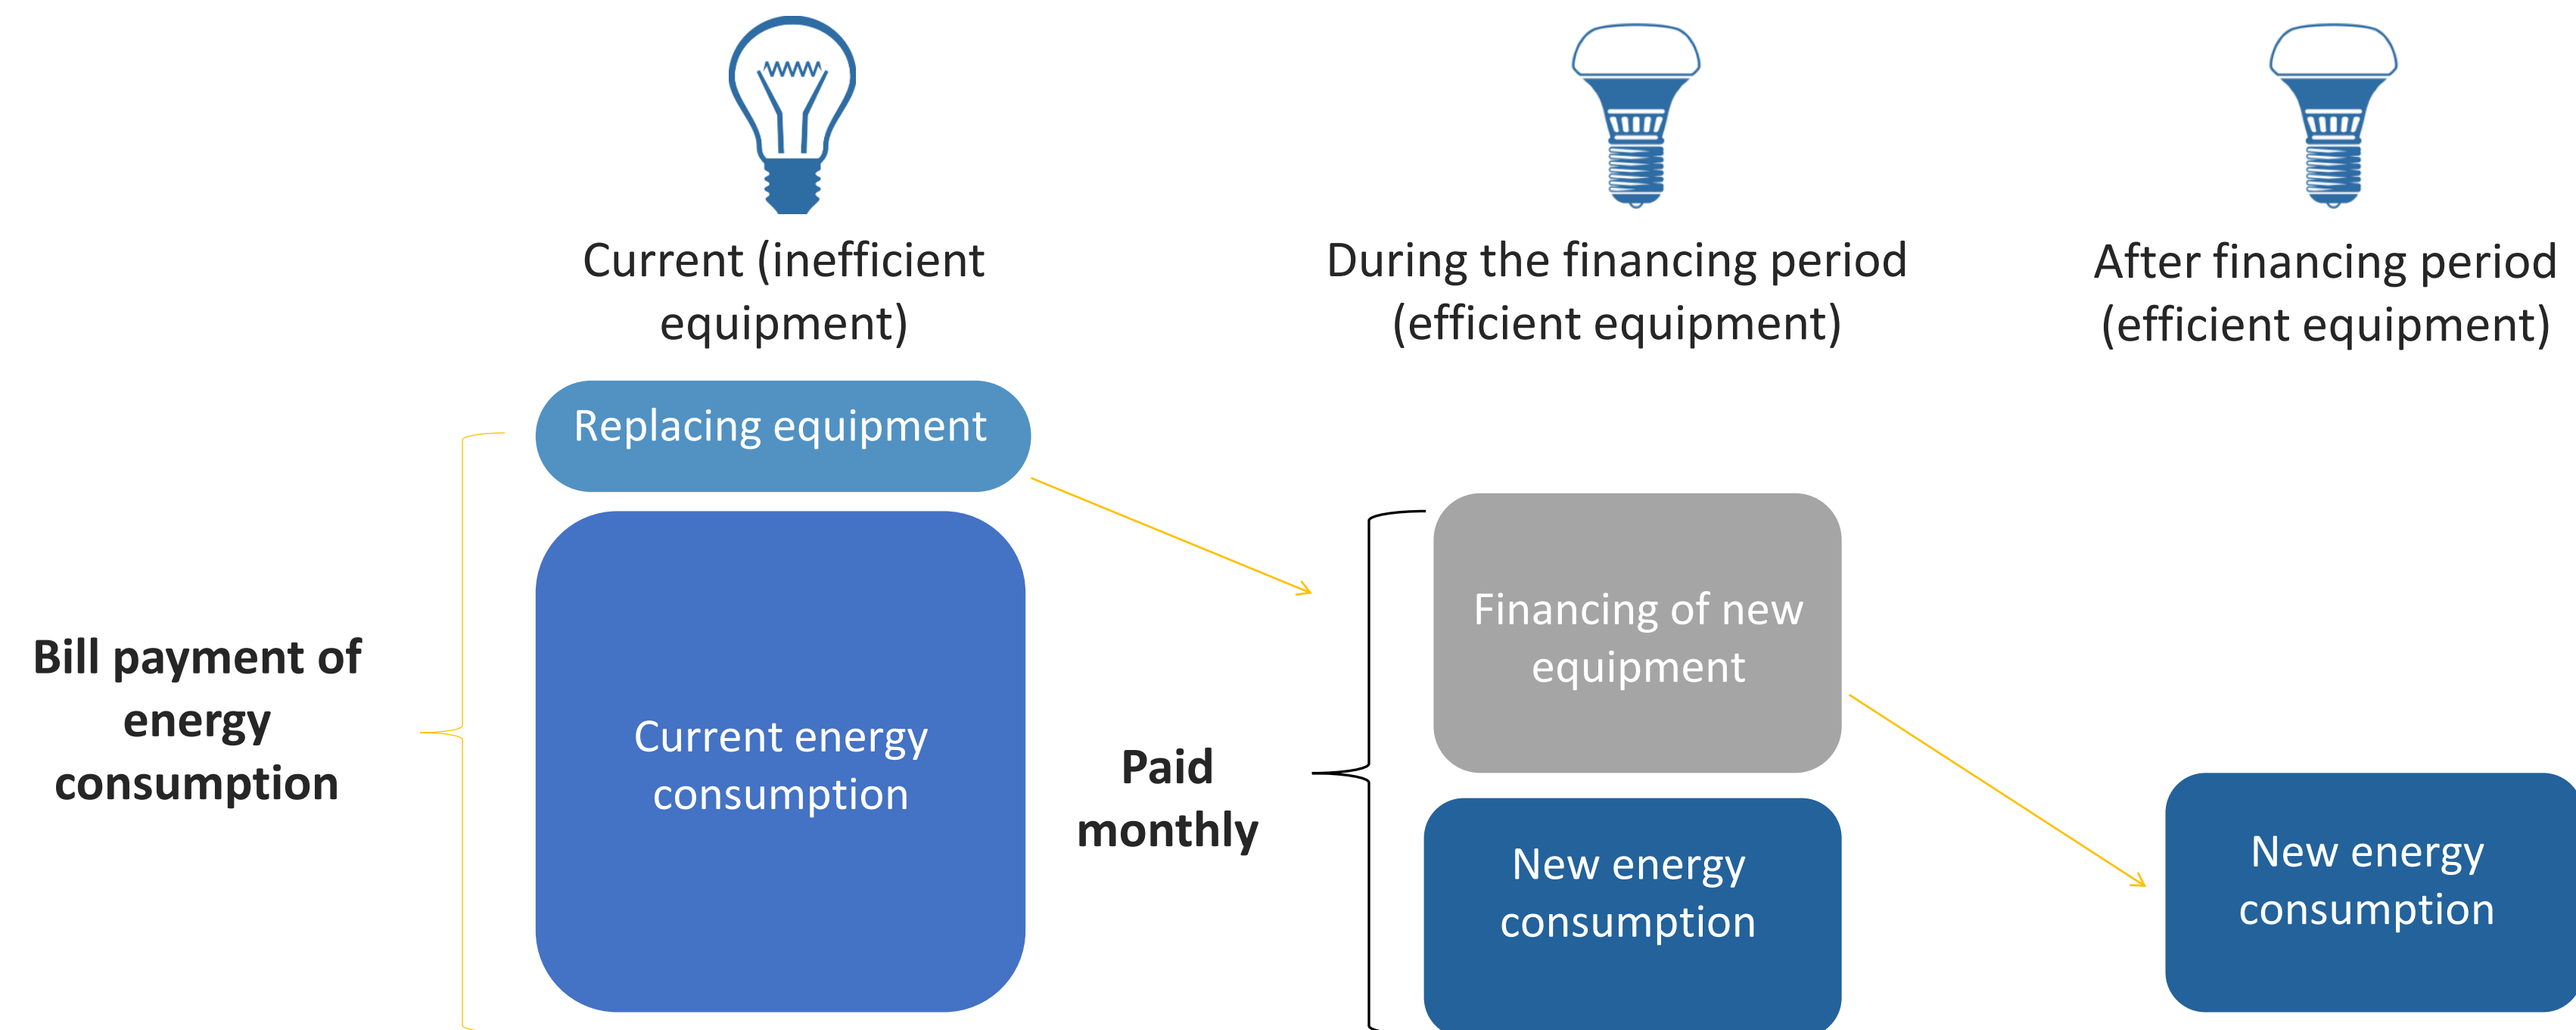 Current (inefficient
equipment)
During the financing period
(efficient equipment)
After financing period
(efficient equipment)
Replacing equipment
Bill payment of
energy
consumption
Current energy
consumption
Paid
monthly
Financing of new
equipment
New energy
consumption
New energy
consumption